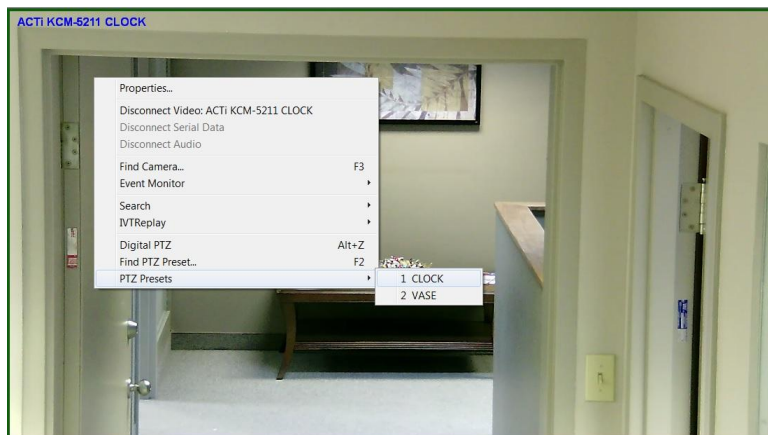 ACTi KCM-5211 CLOCK
Properties...
Disconnect Video: ACTi KCM-5211 CLOCK
Disconnect Serial Data
Disconnect Audio
Find Camera... F3
Event Monitor
Search
IVTReplay
Digital PTZ Alt+Z
Find PTZ Preset... F2
PTZ Presets
1 CLOCK
2 VASE